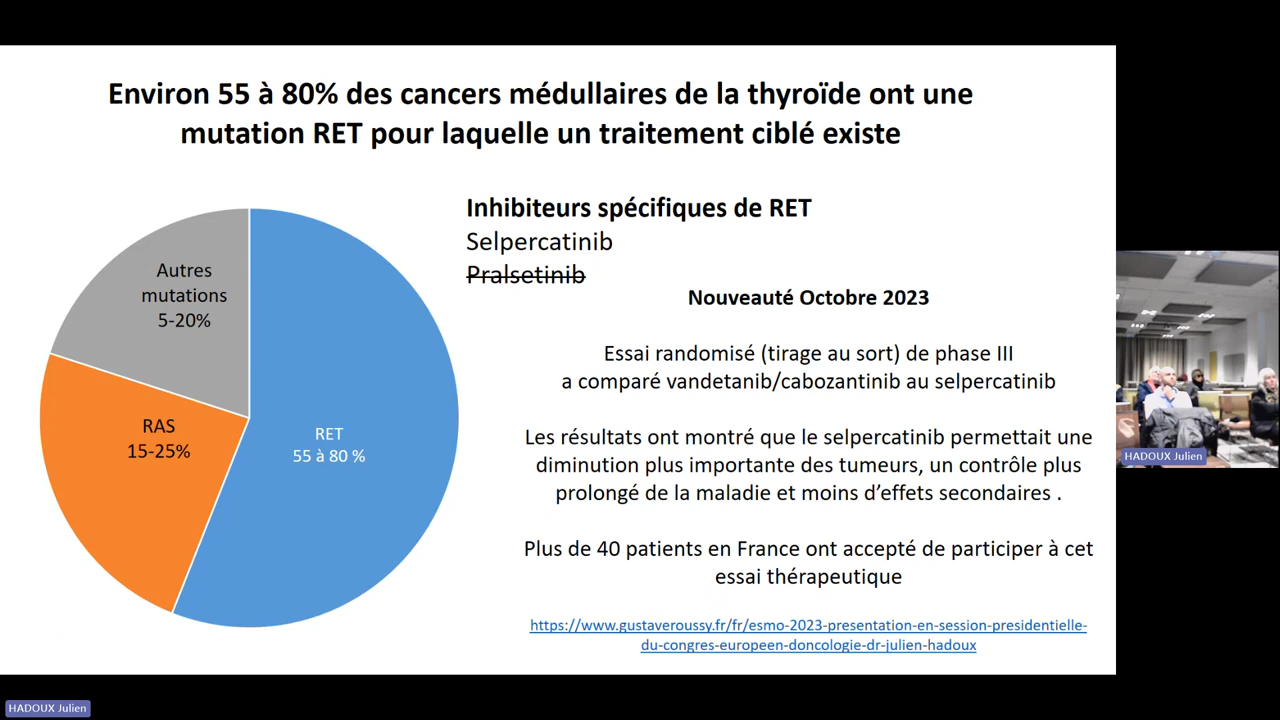 Environ 55 à 80% des cancers médullaires de la thyroïde ont une
mutation RET pour laquelle un traitement ciblé existe
Autres
mutations
5-20%
RAS
15-25%
RET
55 à 80 %
Inhibiteurs spécifiques de RET
Selpercatinib
Pralsetinib
Nouveauté Octobre 2023
Essai randomisé (tirage au sort) de phase III
a comparé vandetanib/cabozantinib au selpercatinib
Les résultats ont montré que le selpercatinib permettait une
diminution plus importante des tumeurs, un contrôle plus
prolongé de la maladie et moins d’effets secondaires .
Plus de 40 patients en France ont accepté de participer à cet
essai thérapeutique
https://www.gustaveroussy.fr/fr/esmo-2023-presentation-en-session-presidentielle-
du-congres-europeen-doncologie-dr-julien-hadoux
HADOUX Julien
HADOUX Julien